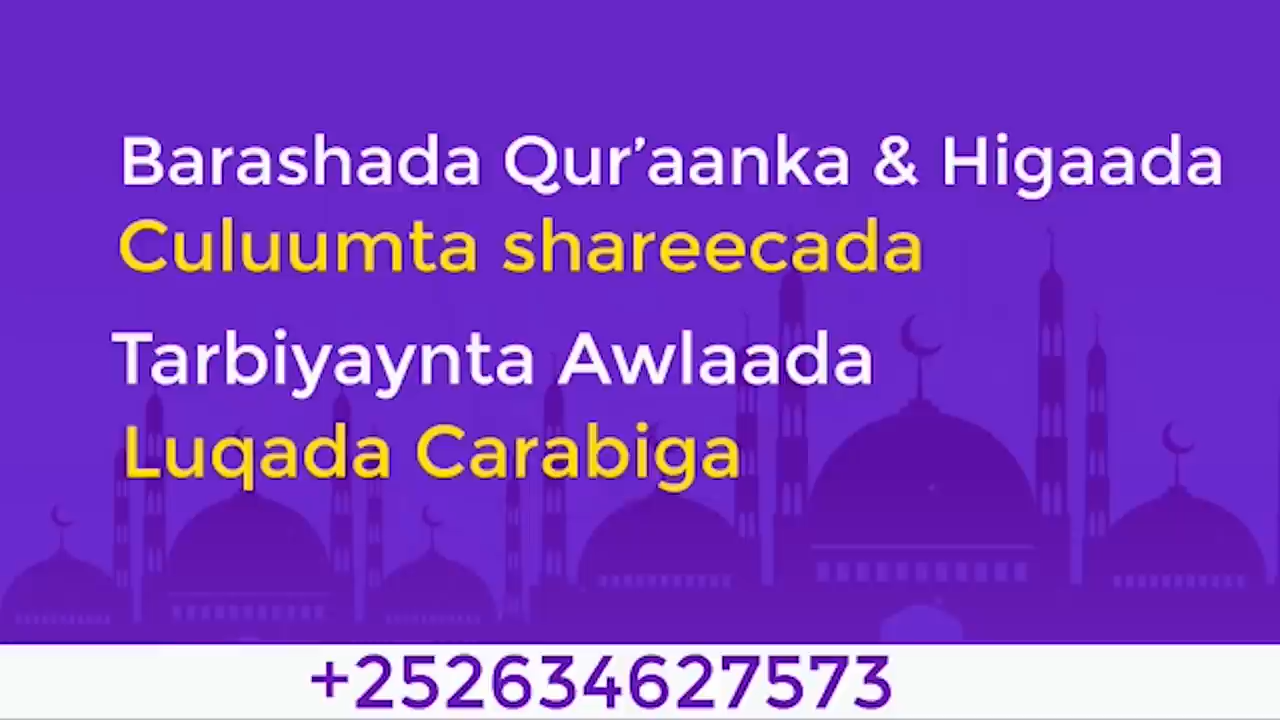 Barashada Qur’aanka & Higaada
Culuumta shareecada
Tarbiyaynta Awlaada
Luqada Carabiga
+252634627573